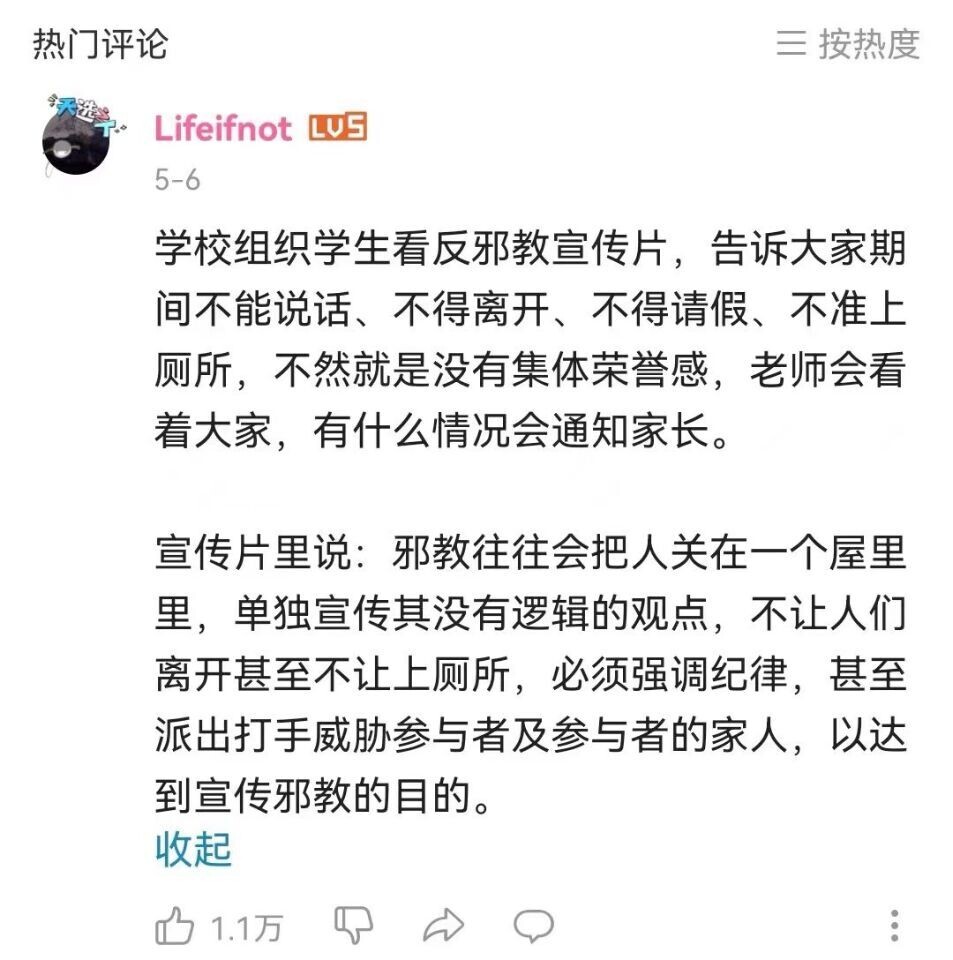 热门评论
按热度
天选之
Lifeifnot LV5
5-6
学校组织学生看反邪教宣传片，告诉大家期
间不能说话、不得离开、不得请假、不准上
厕所，不然就是没有集体荣誉感，老师会看
着大家，有什么情况会通知家长。
宣传片里说：邪教往往会把人关在一个屋里
里，单独宣传其没有逻辑的观点，不让人们
离开甚至不让上厕所，必须强调纪律，甚至
派出打手威胁参与者及参与者的家人，以达
到宣传邪教的目的。
收起
1.1万